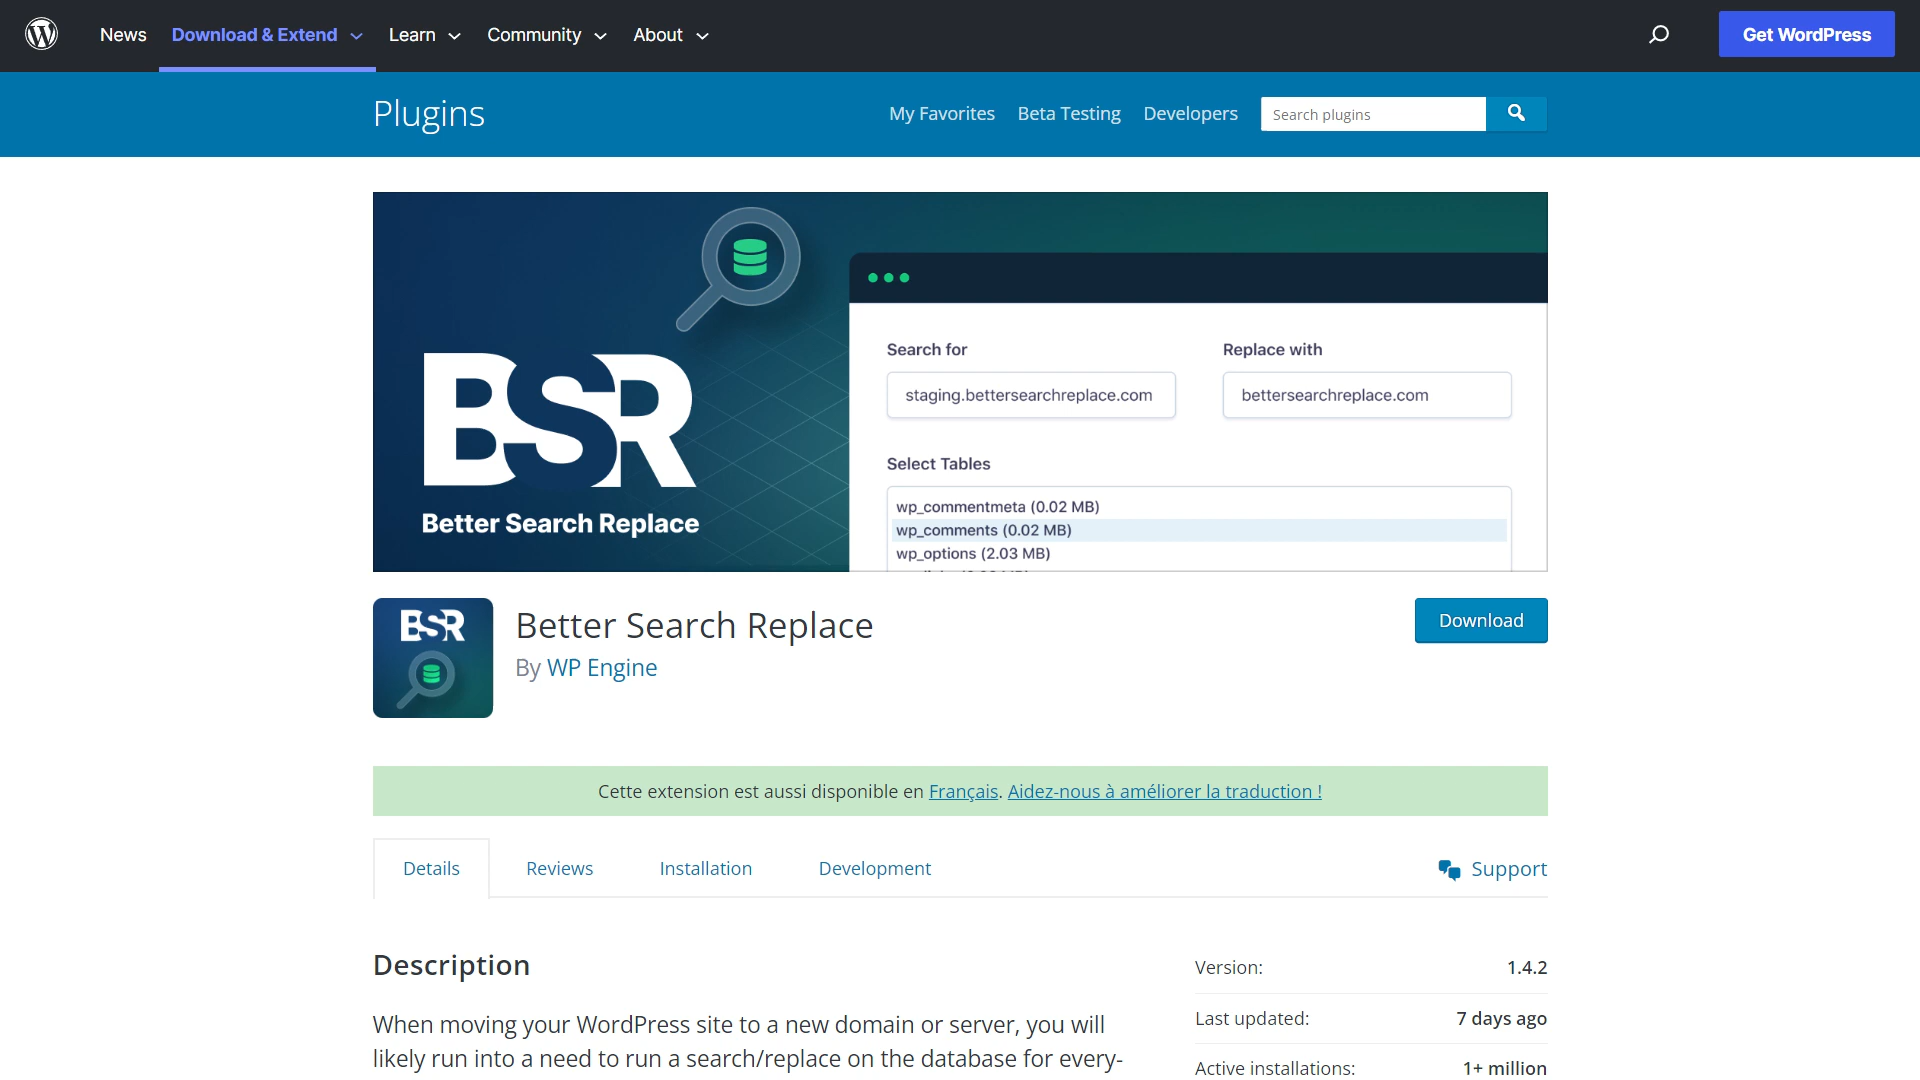 News
Download & Extend
Learn
Community
About
Get WordPress
Plugins
My Favorites
Beta Testing
Developers
Search plugins
BSR
Better Search Replace
Search for
Replace with
staging.bettersearchreplace.com
bettersearchreplace.com
Select Tables
wp_commentmeta (0.02 MB)
wp_comments (0.02 MB)
wp_options (2.03 MB)
BSR
Better Search Replace
By WP Engine
Download
Cette extension est aussi disponible en Français. Aidez-nous à améliorer la traduction !
Details
Reviews
Installation
Development
Support
Description
When moving your WordPress site to a new domain or server, you will
likely run into a need to run a search/replace on the database for every-
Version: 1.4.2
Last updated: 7 days ago
Active installations: 1+ million